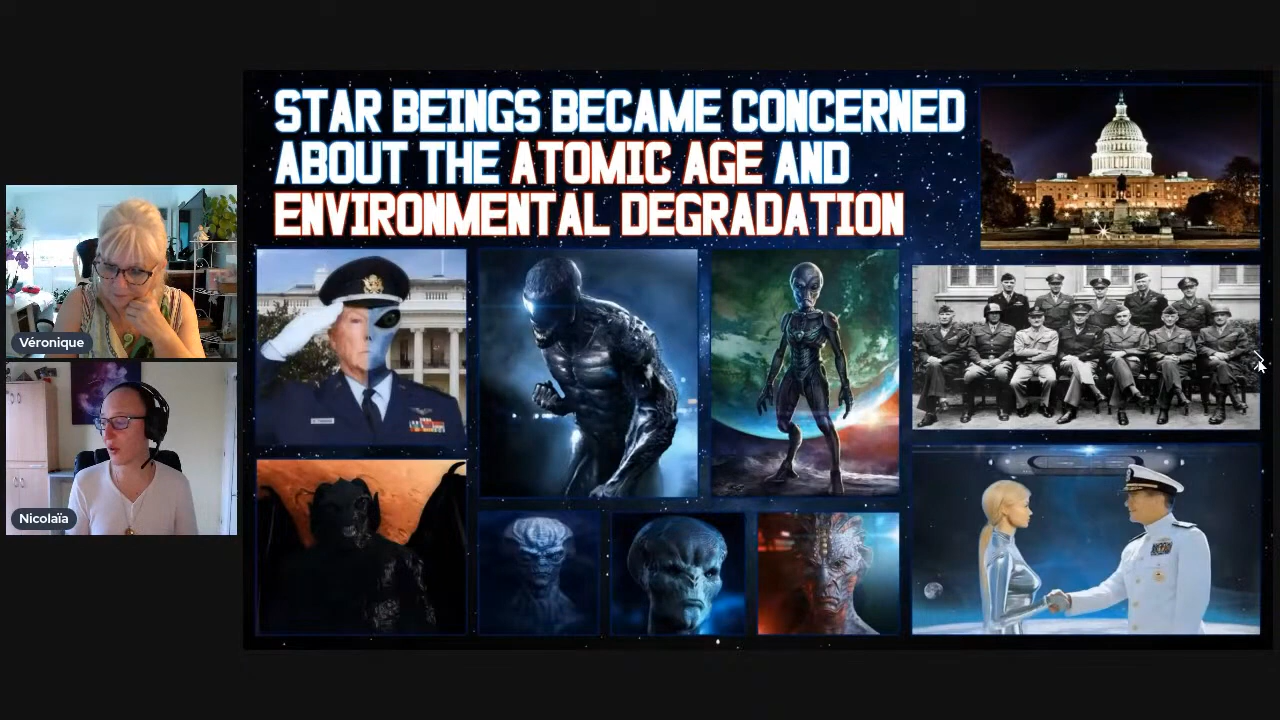 STAR BEINGS BECAME CONCERNED
ABOUT THE ATOMIC AGE AND
ENVIRONMENTAL DEGRADATION
Véronique
Nicolaïa